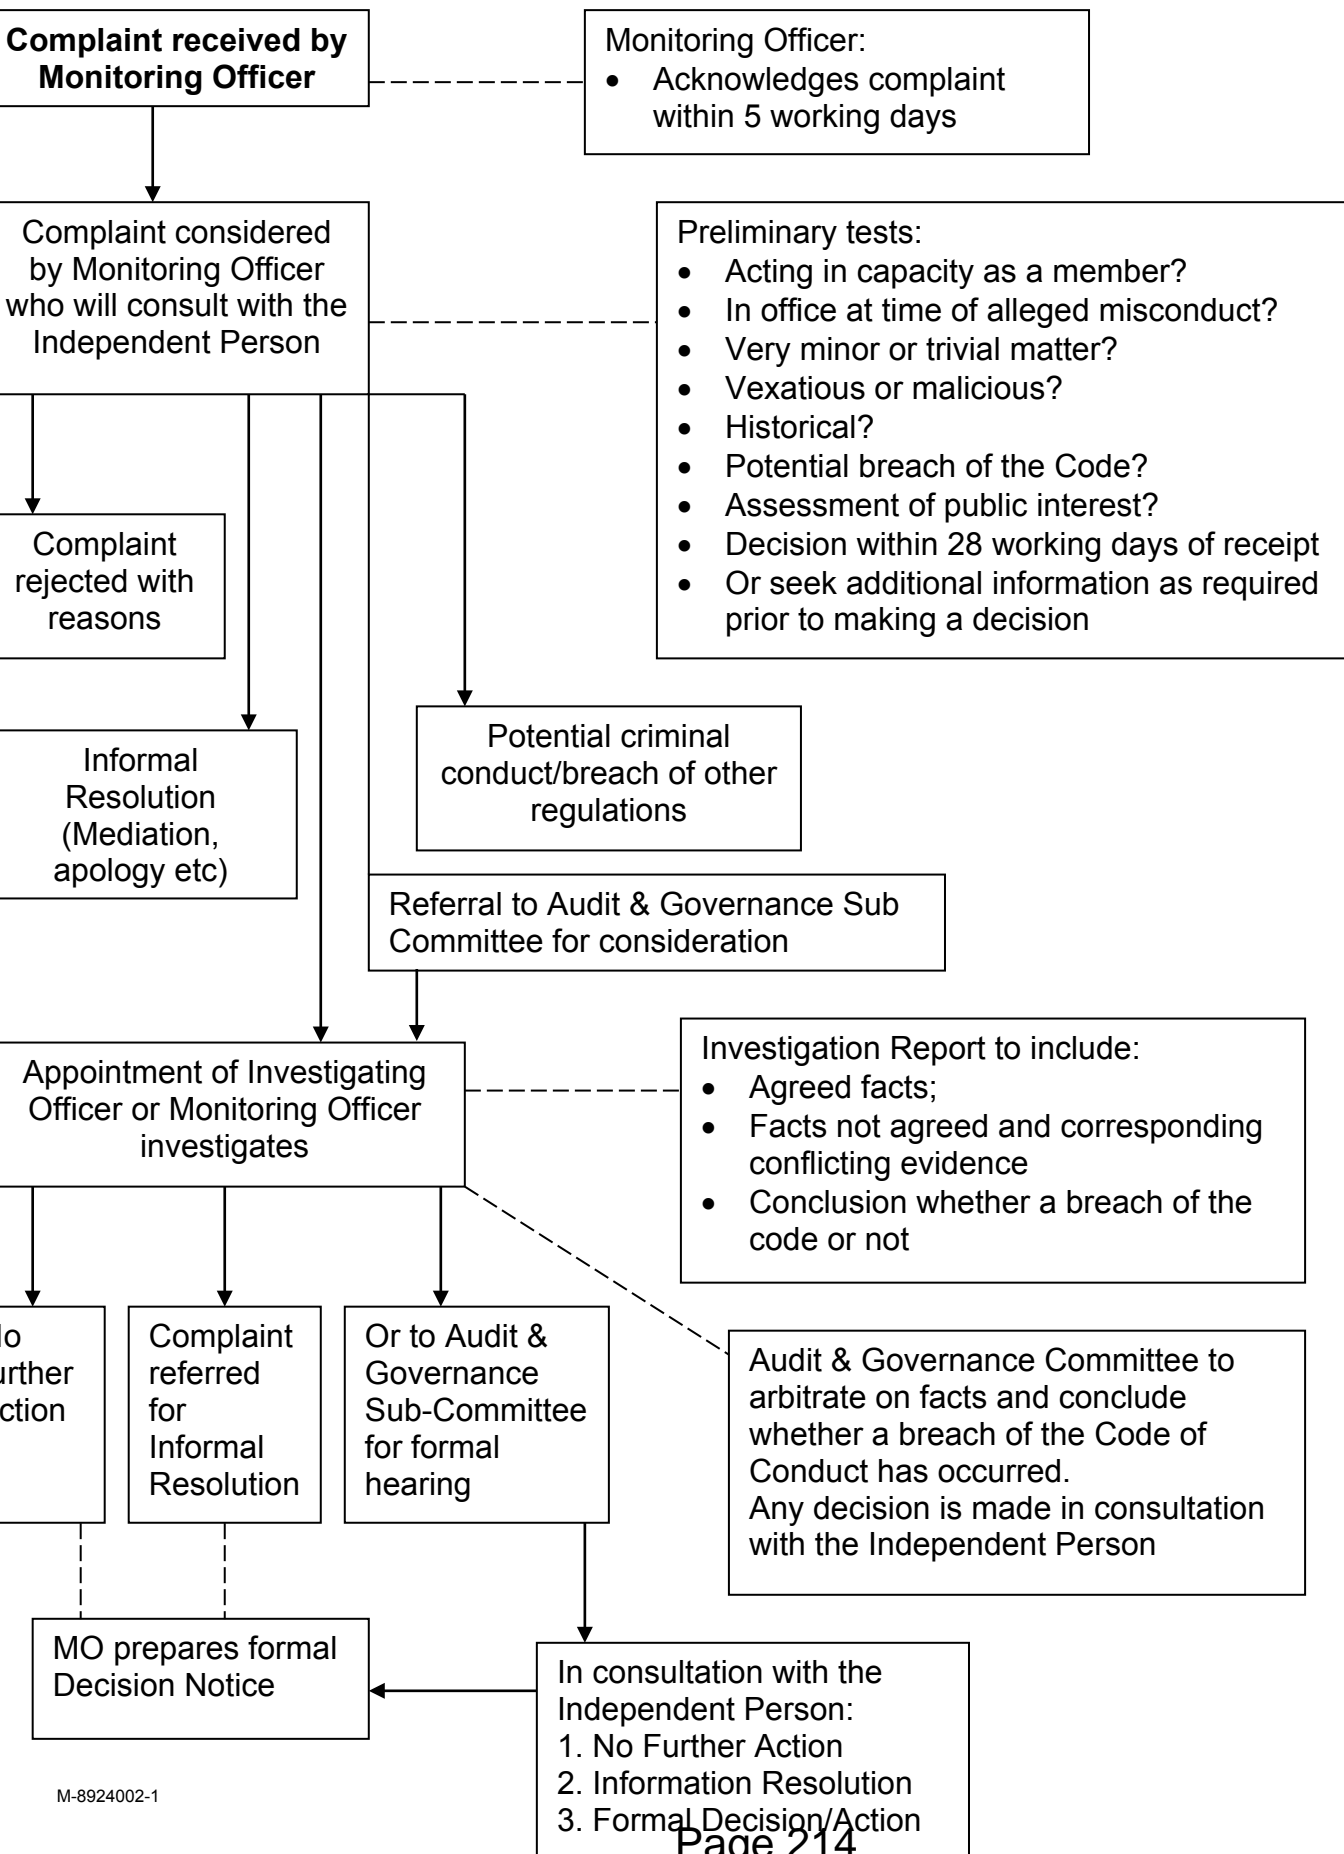 Complaint received by
Monitoring Officer
Monitoring Officer:
• Acknowledges complaint
within 5 working days
Complaint considered
by Monitoring Officer
who will consult with the
Independent Person
Preliminary tests:
• Acting in capacity as a member?
• In office at time of alleged misconduct?
• Very minor or trivial matter?
• Vexatious or malicious?
• Historical?
• Potential breach of the Code?
• Assessment of public interest?
• Decision within 28 working days of receipt
• Or seek additional information as required
prior to making a decision
Complaint
rejected with
reasons
Informal
Resolution
(Mediation,
apology etc)
Potential criminal
conduct/breach of other
regulations
Referral to Audit & Governance Sub
Committee for consideration
Appointment of Investigating
Officer or Monitoring Officer
investigates
Investigation Report to include:
• Agreed facts;
• Facts not agreed and corresponding
conflicting evidence
• Conclusion whether a breach of the
code or not
lo
urther
ction
Complaint
referred
for
Informal
Resolution
Or to Audit &
Governance
Sub-Committee
for formal
hearing
Audit & Governance Committee to
arbitrate on facts and conclude
whether a breach of the Code of
Conduct has occurred.
Any decision is made in consultation
with the Independent Person
MO prepares formal
Decision Notice
In consultation with the
Independent Person:
1. No Further Action
2. Information Resolution
3. Formal Decision/Action
M-8924002-1
Page 214